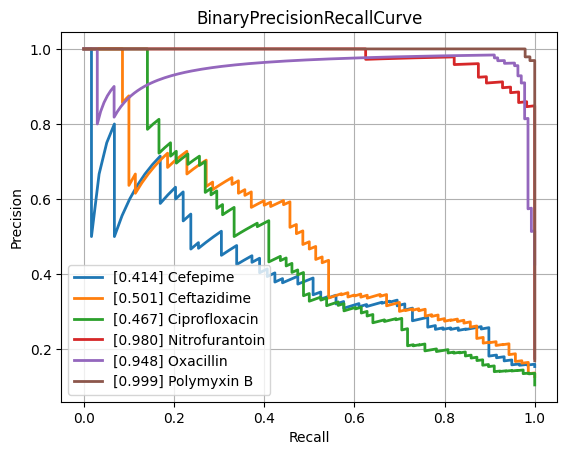 BinaryPrecisionRecallCurve
Precision
1.0
0.8
0.6
0.4
0.2
[0.414] Cefepime
[0.501] Ceftazidime
[0.467] Ciprofloxacin
[0.980] Nitrofurantoin
[0.948] Oxacillin
[0.999] Polymyxin B
0.0 0.2 0.4 0.6 0.8 1.0
Recall